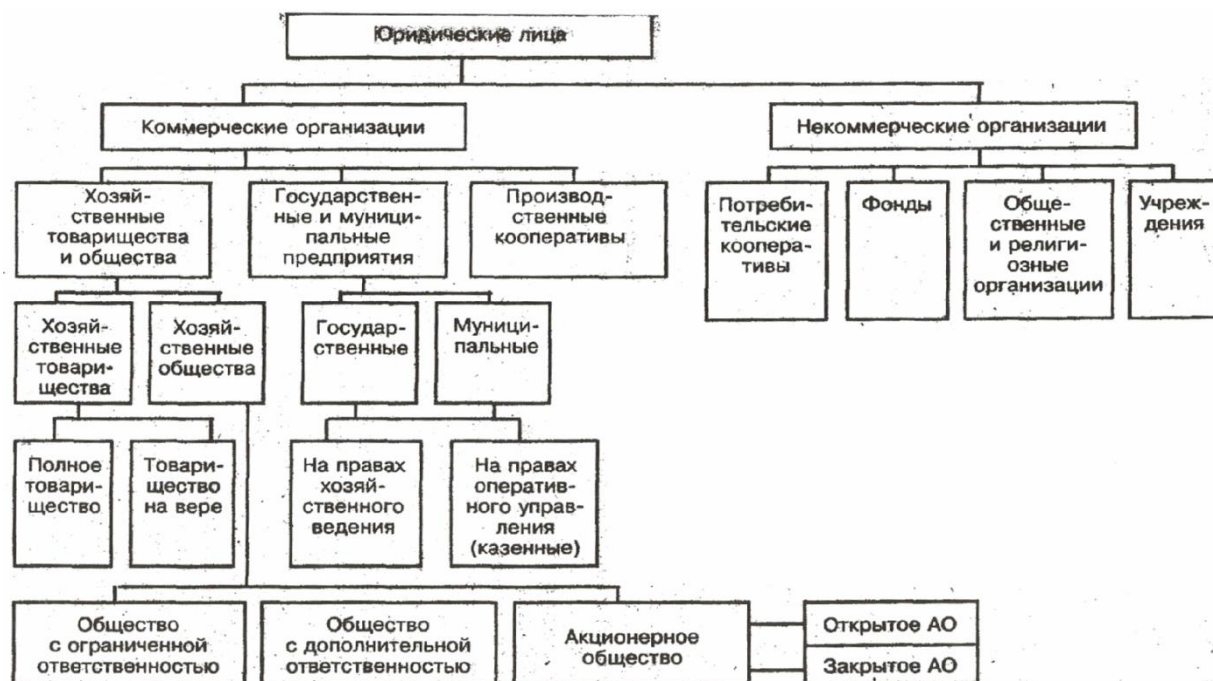 Юридические лица
Коммерческие организации
Некоммерческие организации
Хозяй-
ственные
товарищества
и общества
Государствен-
ные и муници-
пальные
предприятия
Производ-
ственные
кооперативы
Потреби-
тельские
коопера-
тивы
Фонды
Об­ще-
ственные
и религи-
озные
организации
Учреж-
дения
Хозяй-
ственные
товари-
щества
Хозяй-
ственные
общества
Государ-
ственные
Муници-
пальные
Полное
товари-
щество
Товари-
щество
на вере
На правах
хозяй-
ственного
ведения
На правах
оператив-
ного управ-
ления
(казенные)
Общество
с ограниченной
ответственностью
Общество
с дополнительной
ответственностью
Акционерное
общество
Открытое АО
Закрытое АО